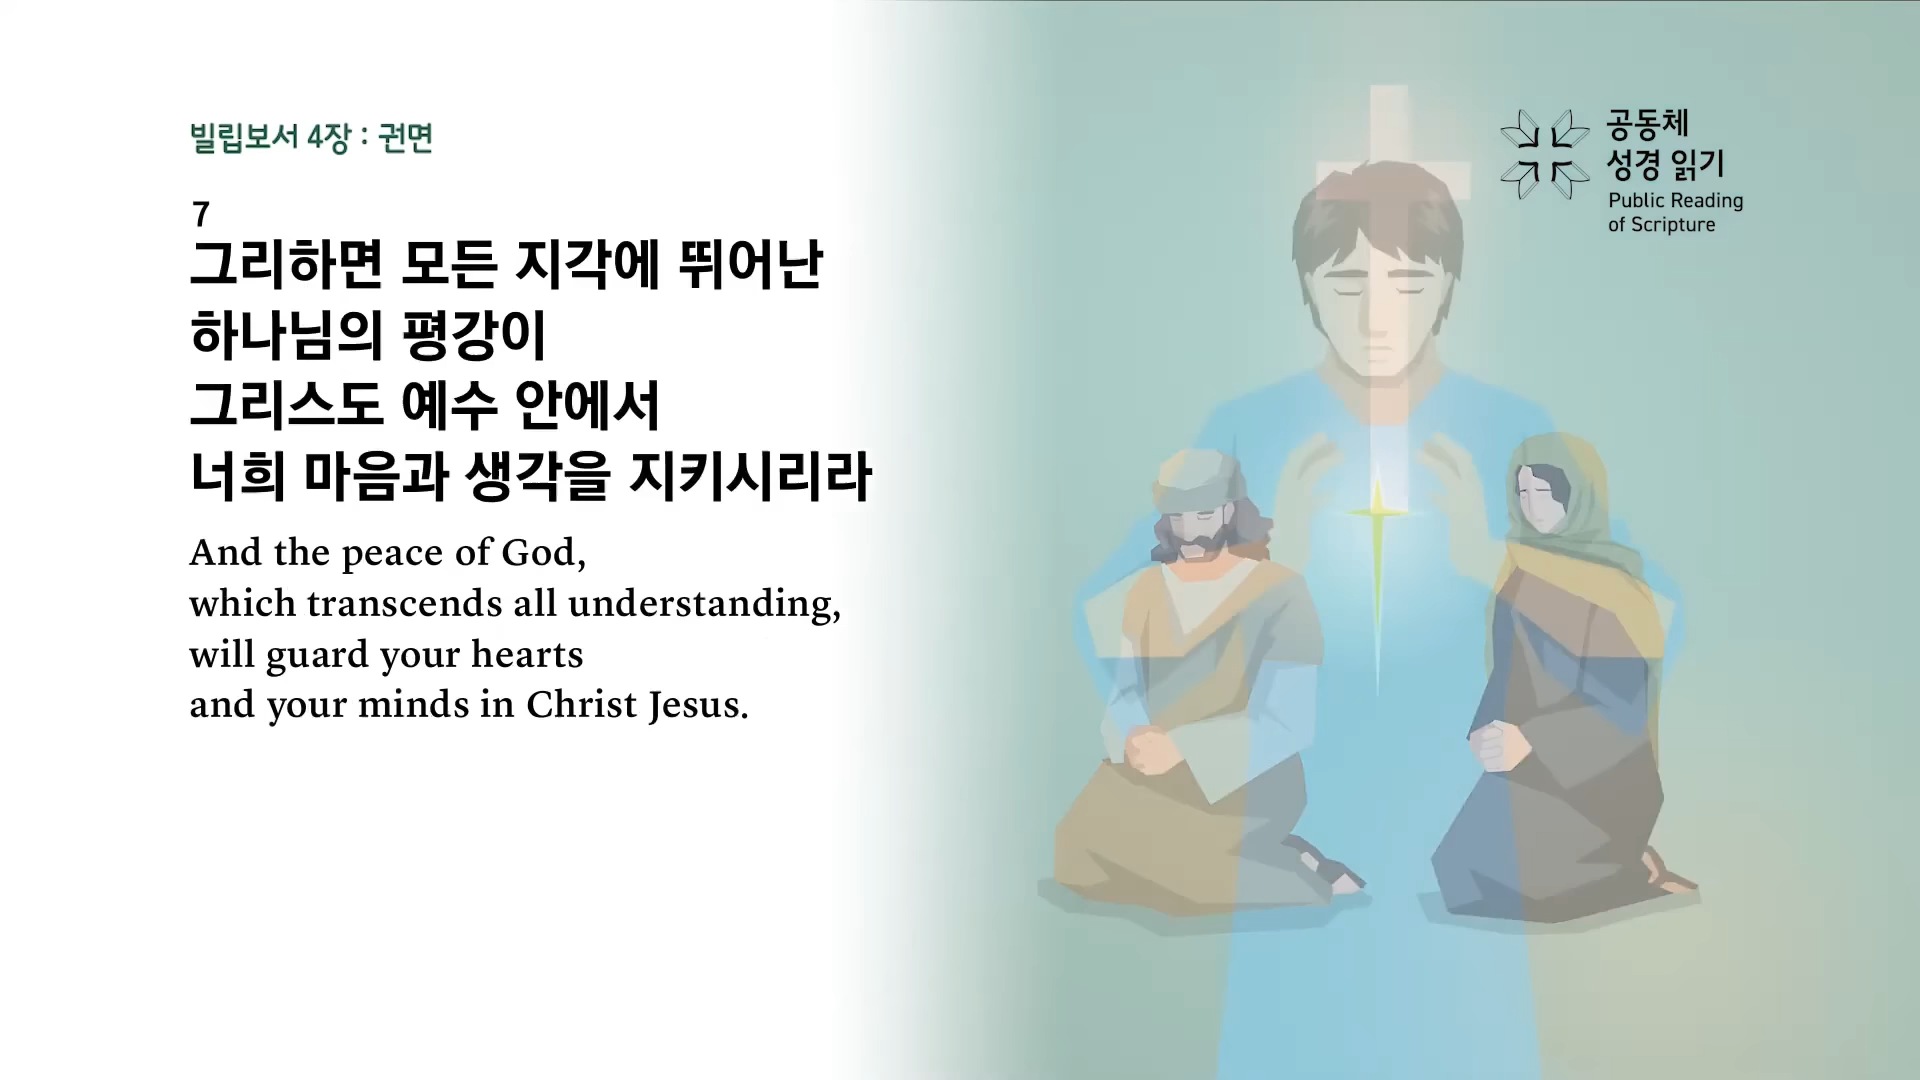 빌립보서 4장 : 권면
7
그리하면 모든 지각에 뛰어난
하나님의 평강이
그리스도 예수 안에서
너희 마음과 생각을 지키시리라
And the peace of God,
which transcends all understanding,
will guard your hearts
and your minds in Christ Jesus.
공동체
성경 읽기
Public Reading
of Scripture